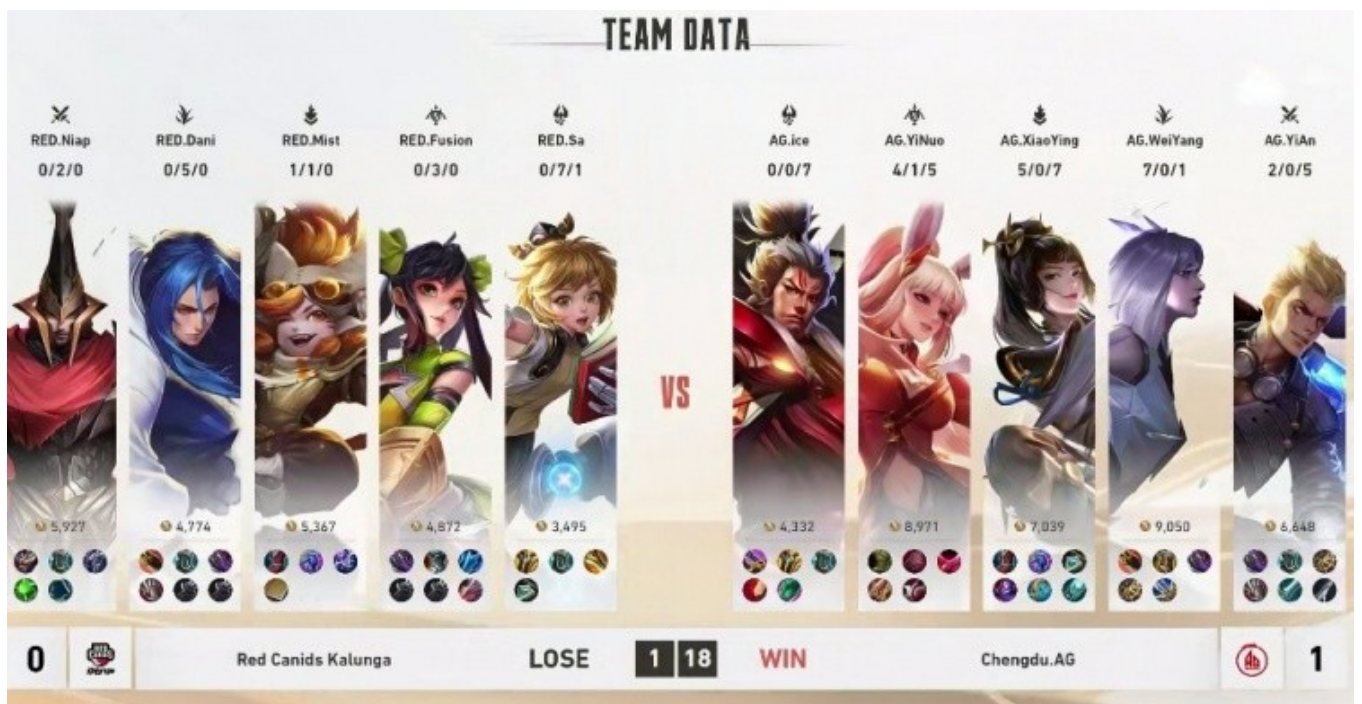 TEAM DATA
RED.Niap
RED.Dani
RED.Mist
RED.Fusion
RED.Sa
AG.ice
AG.YiNuo
AG.XiaoYing
AG.WeiYang
AG.YiAn
0/2/0
0/5/0
1/1/0
0/3/0
0/7/1
0/0/7
4/1/5
5/0/7
7/0/1
2/0/5
VS
5,927
4,774
5,367
4,872
3,495
4,332
8,971
7,039
9,050
6,648
0
RED CANIDS
Red Canids Kalunga
LOSE
1
18
WIN
Chengdu.AG
AG
1